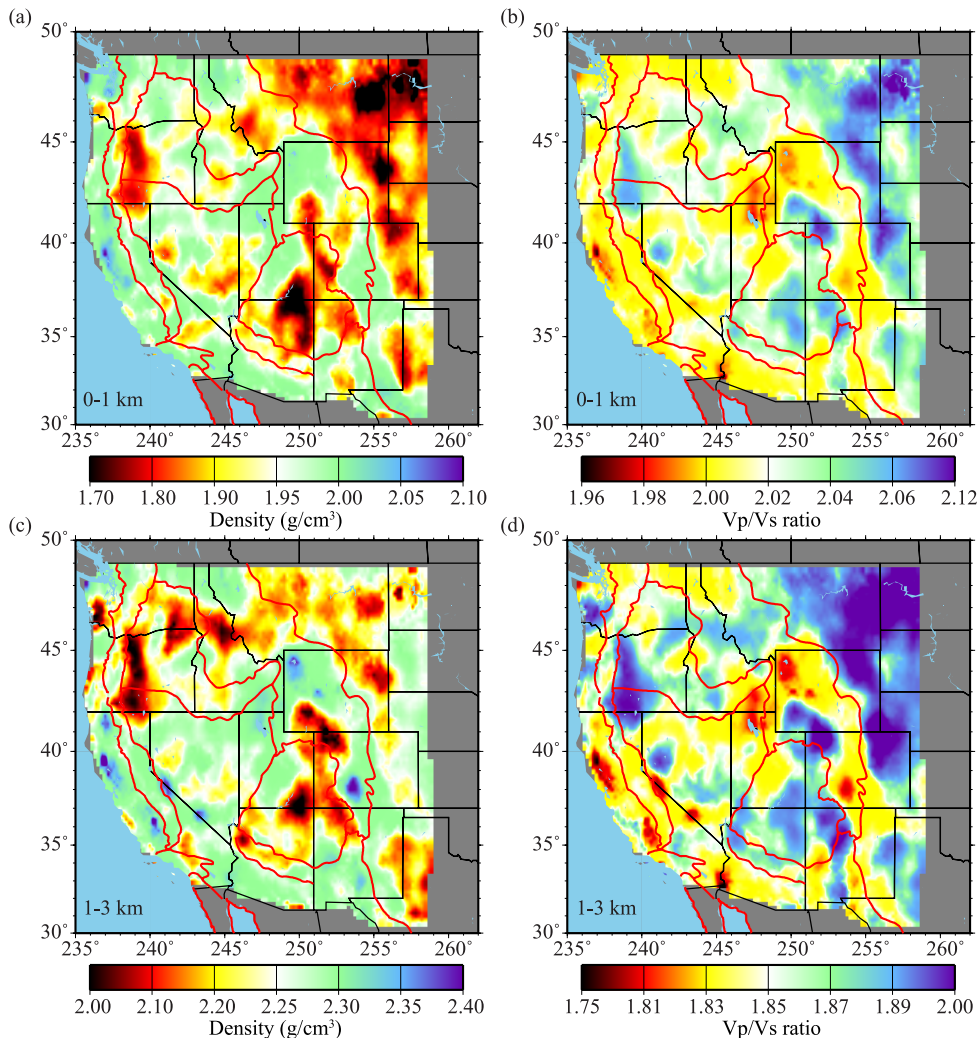 (a)
(b)
50°
45°
40°
35°
30°
0-1 km
235 240 245 250 255 260
1.70 1.80 1.90 1.95 2.00 2.05 2.10
Density (g/cm³)
50°
45°
40°
35°
30°
0-1 km
235 240 245 250 255 260
1.96 1.98 2.00 2.02 2.04 2.06 2.12
Vp/Vs ratio
(c)
(d)
50°
45°
40°
35°
30°
1-3 km
235 240 245 250 255 260
2.00 2.10 2.20 2.25 2.30 2.35 2.40
Density (g/cm³)
50°
45°
40°
35°
30°
1-3 km
235 240 245 250 255 260
1.75 1.81 1.83 1.85 1.87 1.89 2.00
Vp/Vs ratio